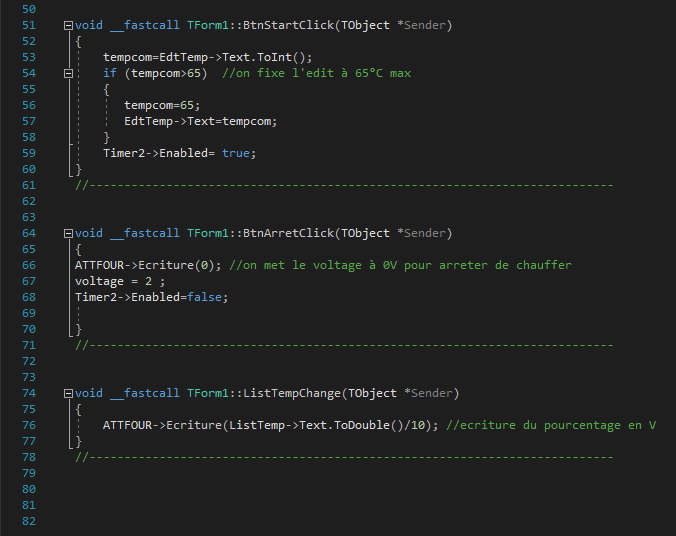 50
51 void __fastcall TForm1::BtnStartClick(TObject *Sender)
52 {
53 tempcom=EdtTemp->Text.ToInt();
54 if (tempcom>65) //on fixe l'edit à 65°C max
55 {
56 tempcom=65;
57 EdtTemp->Text=tempcom;
58 }
59 Timer2->Enabled= true;
60 }
61 //---------------------------------------------------------------------------
62
63
64 void __fastcall TForm1::BtnArretClick(TObject *Sender)
65 {
66 ATTFOUR->Ecriture(0); //on met le voltage à 0V pour arreter de chauffer
67 voltage = 2 ;
68 Timer2->Enabled=false;
69
70 }
71 //---------------------------------------------------------------------------
72
73
74 void __fastcall TForm1::ListTempChange(TObject *Sender)
75 {
76 ATTFOUR->Ecriture(ListTemp->Text.ToDouble()/10); //ecriture du pourcentage en V
77 }
78 //---------------------------------------------------------------------------
79
80
81
82